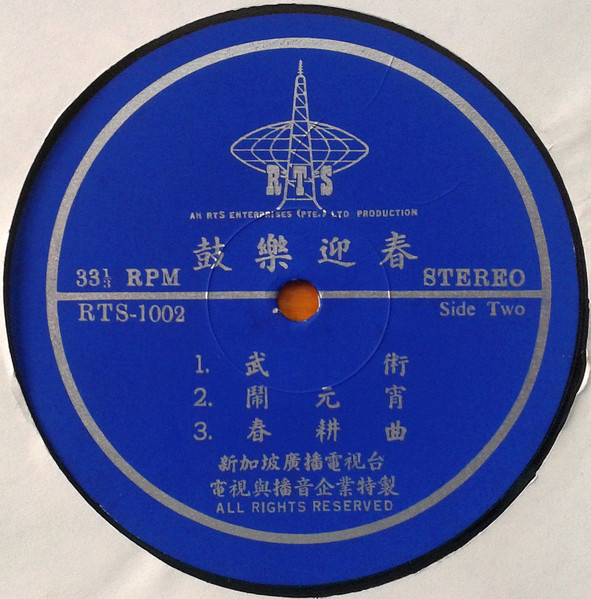 RTS
AN RTS ENTERPRISES (PTE.) LTD PRODUCTION
鼓樂迎春
33⅓ RPM STEREO
RTS-1002 Side Two
1. 武術
2. 鬧元宵
3. 春耕曲
新加坡廣播電視台
電視與播音企業特製
ALL RIGHTS RESERVED